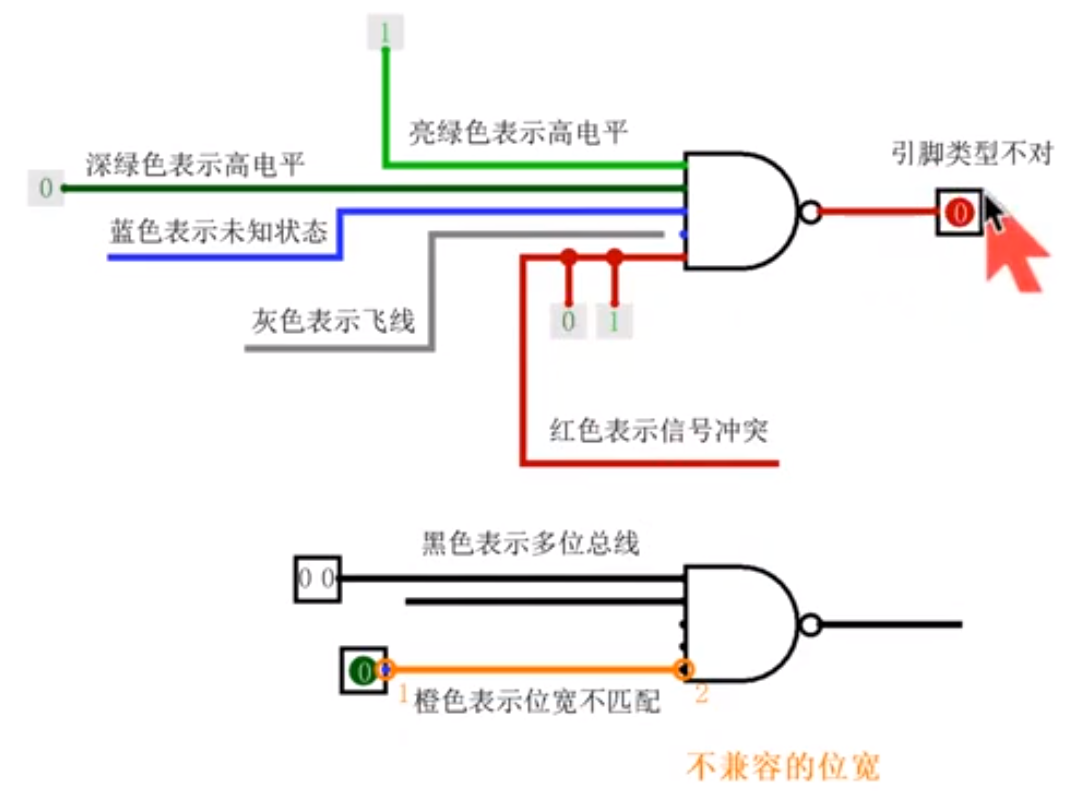 1
亮绿色表示高电平
引脚类型不对
深绿色表示高电平
0
0
蓝色表示未知状态
灰色表示飞线
0
1
红色表示信号冲突
黑色表示多位总线
0 0
0
1
橙色表示位宽不匹配
2
不兼容的位宽